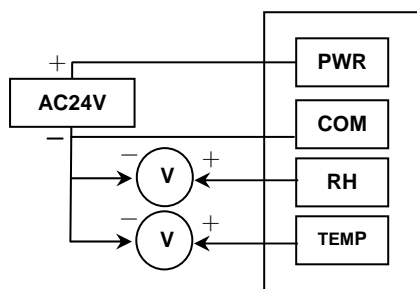 +
PWR
AC24V
COM
−
− V + RH
− V + TEMP